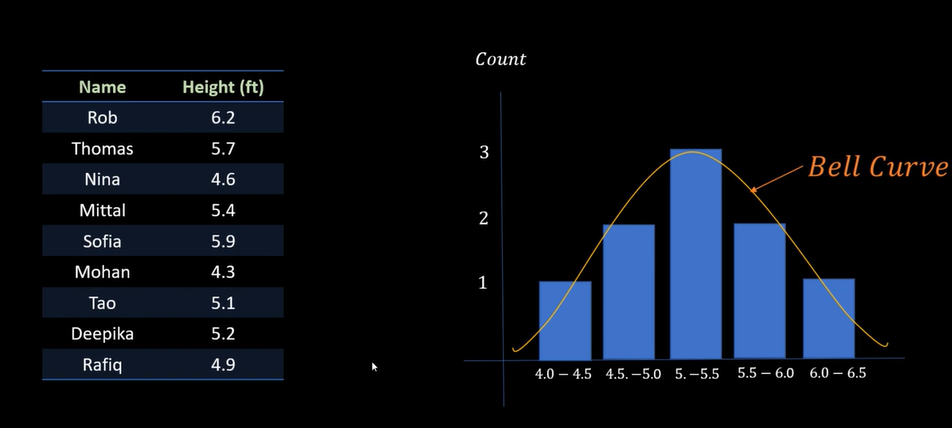 Name Height (ft)
Rob 6.2
Thomas 5.7
Nina 4.6
Mittal 5.4
Sofia 5.9
Mohan 4.3
Tao 5.1
Deepika 5.2
Rafiq 4.9
Count
3
2
1
Bell Curve
4.0 − 4.5 4.5. −5.0 5. −5.5 5.5 − 6.0 6.0 − 6.5